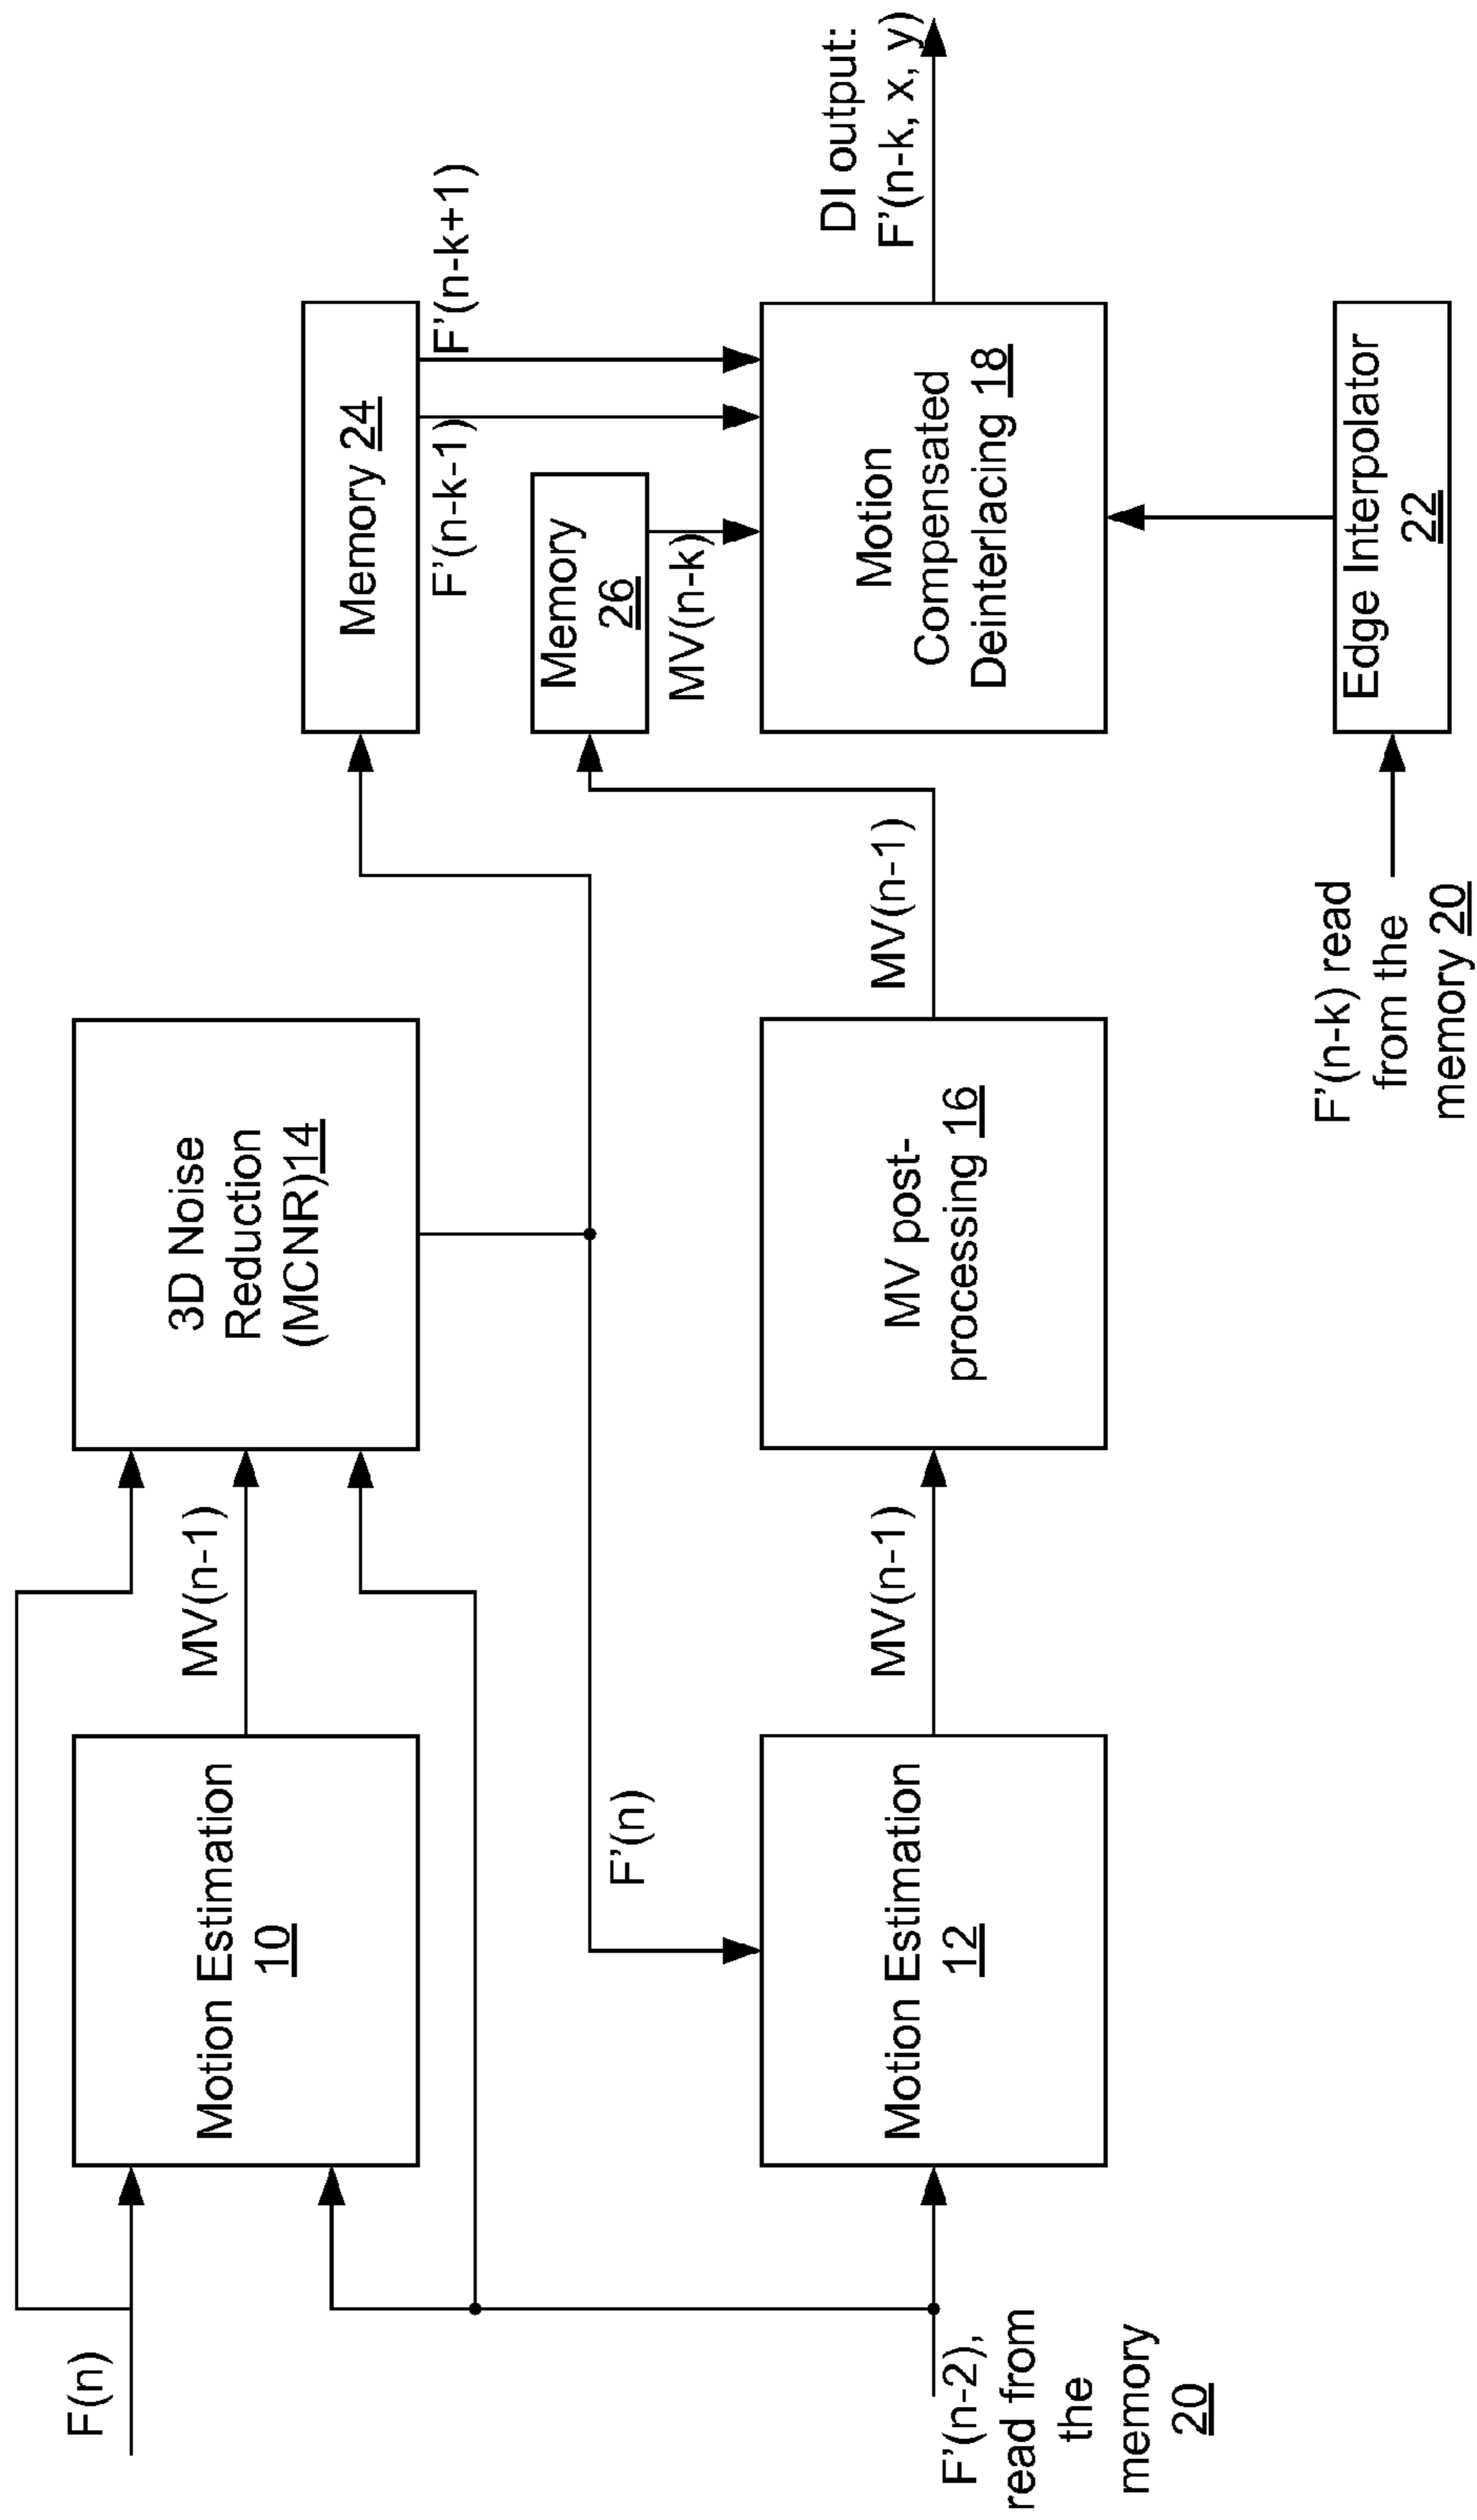 F(n)
Motion Estimation
10
MV(n-1)
3D Noise
Reduction
(MCNR)14
Memory 24
F'(n-k-1)
F'(n-k+1)
Memory
26
MV(n-k)
F'(n)
F'(n-2),
read from
the
memory
20
Motion Estimation
12
MV(n-1)
MV post-
processing 16
MV(n-1)
Motion
Compensated
Deinterlacing 18
DI output:
F'(n-k, x, y)
F'(n-k) read
from the
memory 20
Edge Interpolator
22